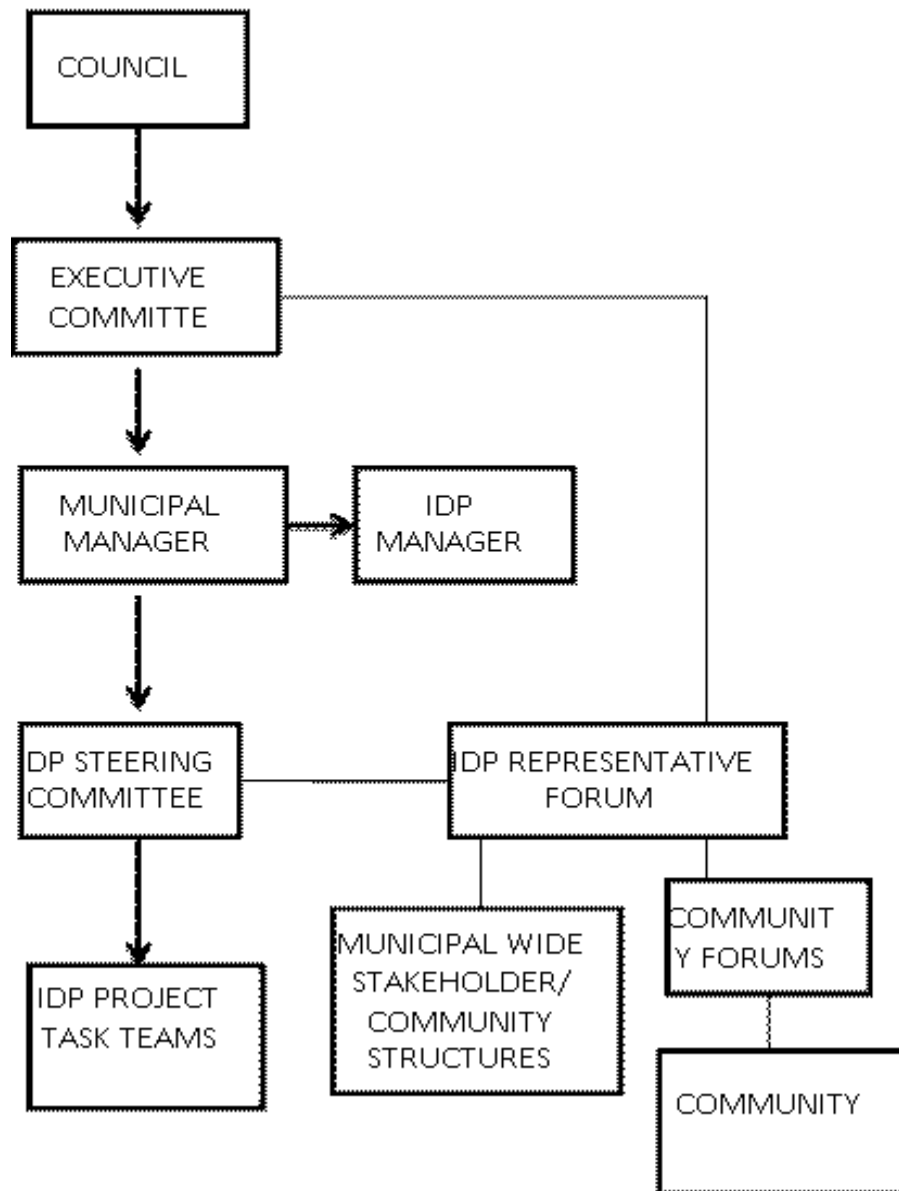 COUNCIL
EXECUTIVE
COMMITTE
MUNICIPAL
MANAGER
IDP
MANAGER
DP STEERING
COMMITTEE
IDP REPRESENTATIVE
FORUM
IDP PROJECT
TASK TEAMS
MUNICIPAL WIDE
STAKEHOLDER/
COMMUNITY
STRUCTURES
COMMUNIT
Y FORUMS
COMMUNITY